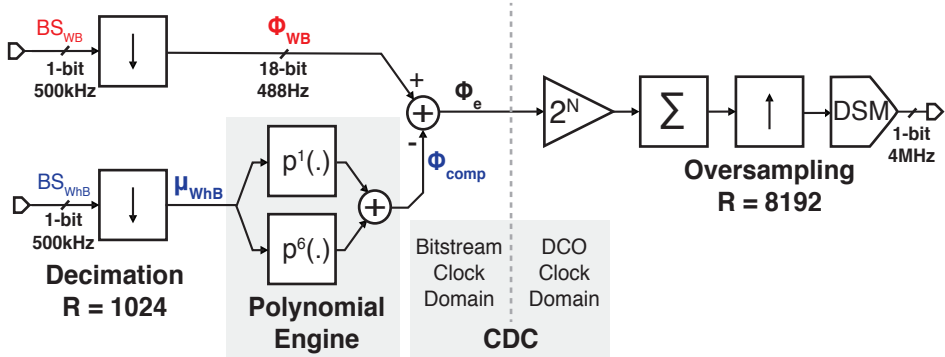 BS_WB
1-bit
500kHz
↓
Φ_WB
18-bit
488Hz
+
+
-
Φ_e
2^N
Σ
↑
DSM
1-bit
4MHz
Oversampling
R = 8192
BS_WhB
1-bit
500kHz
↓
μ_WhB
p^1(.)
p^6(.)
+
Φ_comp
Decimation
R = 1024
Polynomial
Engine
Bitstream
Clock
Domain
DCO
Clock
Domain
CDC